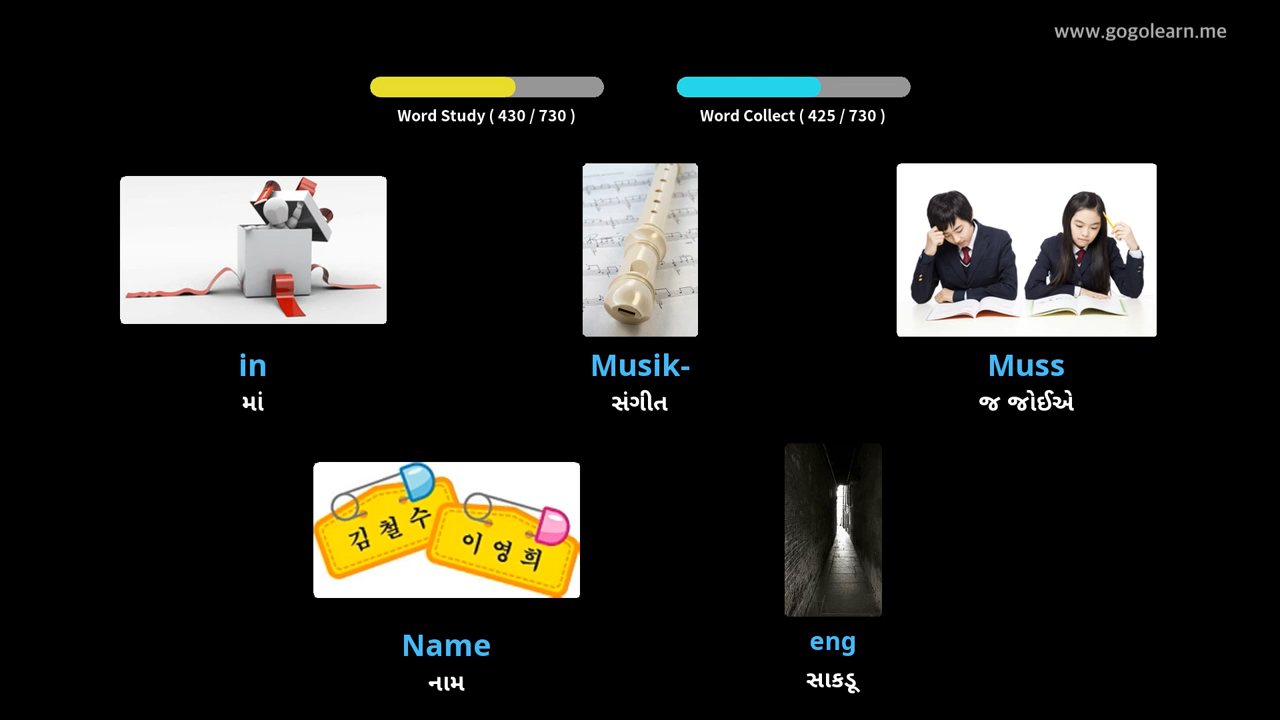 www.gogolearn.me
Word Study ( 430 / 730 )
Word Collect ( 425 / 730 )
in
માં
Musik-
સંગીત
Muss
જ જોઈએ
김철수
이영희
Name
નામ
eng
સાકડૂ